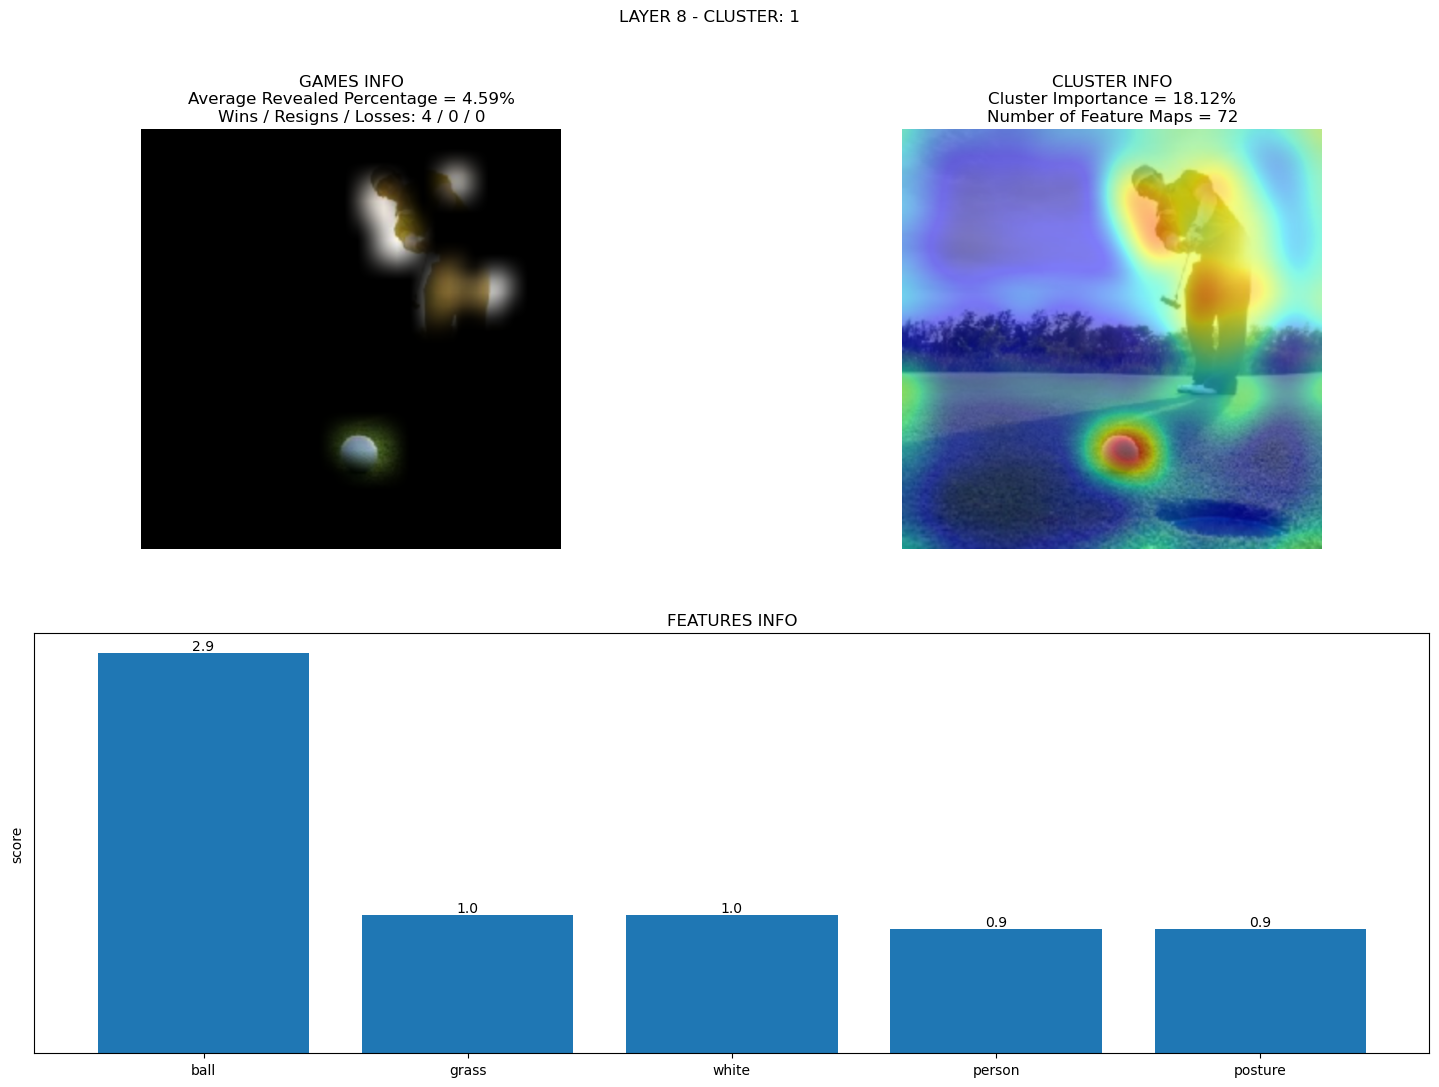 LAYER 8 - CLUSTER: 1
GAMES INFO
Average Revealed Percentage = 4.59%
Wins / Resigns / Losses: 4 / 0 / 0
CLUSTER INFO
Cluster Importance = 18.12%
Number of Feature Maps = 72
FEATURES INFO
score
2.9
1.0
1.0
0.9
0.9
ball
grass
white
person
posture